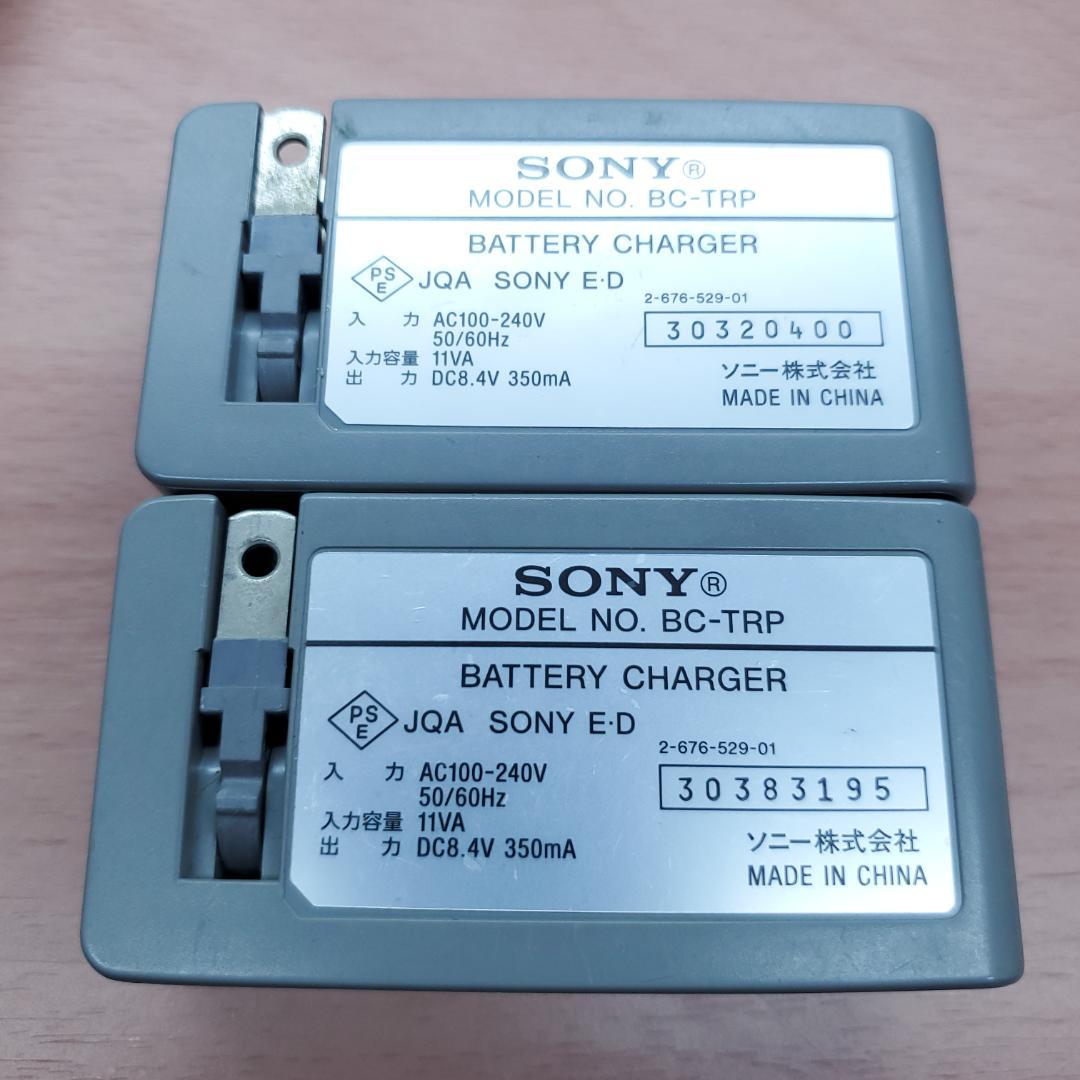 SONY®
MODEL NO. BC-TRP
BATTERY CHARGER
PSE JQA SONY E·D
2-676-529-01
入 力 AC100-240V
50/60Hz
30320400
入力容量 11VA
出 力 DC8.4V 350mA
ソニー株式会社
MADE IN CHINA
SONY®
MODEL NO. BC-TRP
BATTERY CHARGER
PSE JQA SONY E·D
2-676-529-01
入 力 AC100-240V
50/60Hz
30383195
入力容量 11VA
出 力 DC8.4V 350mA
ソニー株式会社
MADE IN CHINA